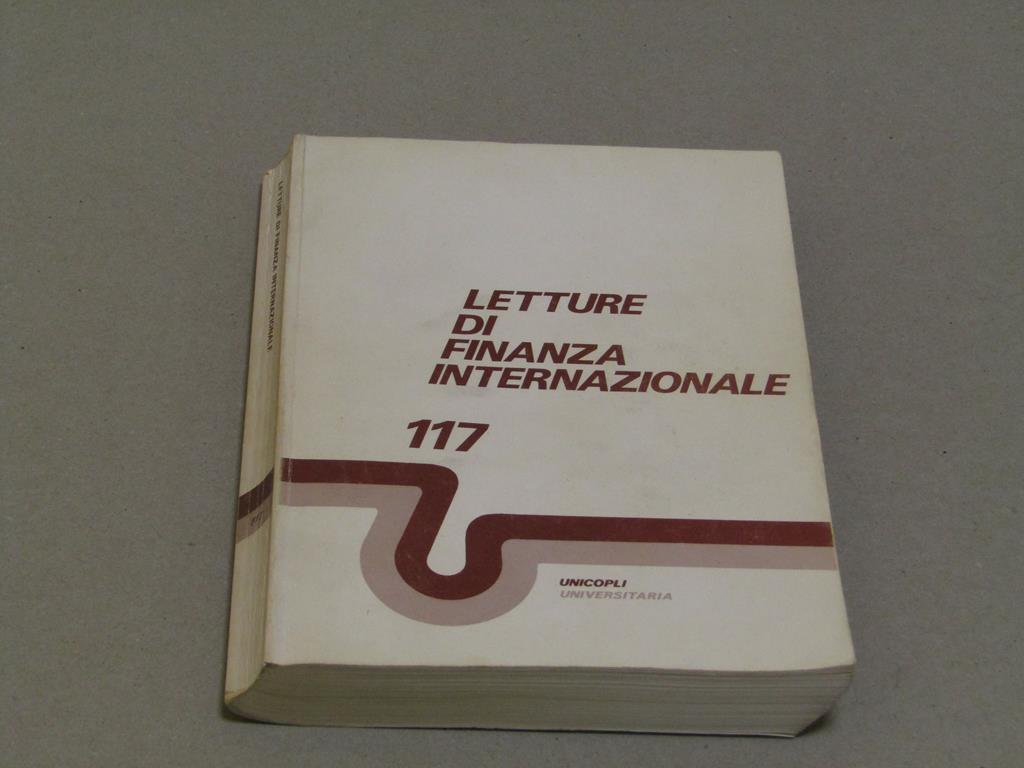 LETTURE DI FINANZA INTERNAZIONALE
LETTURE
DI
FINANZA
INTERNAZIONALE
117
UNICOPLI
UNIVERSITARIA